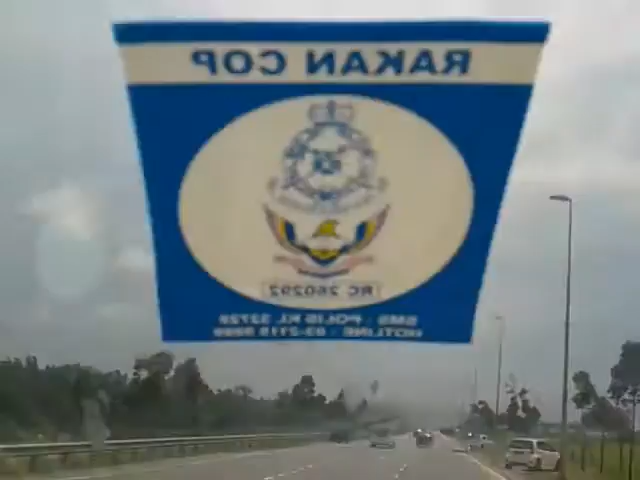 RAKAN COP
RC 260292
SMS : POLIS KL 32728
HOTLINE : 03-2115 9999